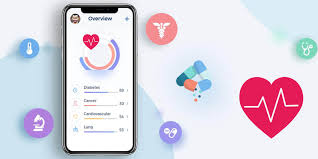 Overview
Diabetes
Cancer
Cardiovascular
Lung